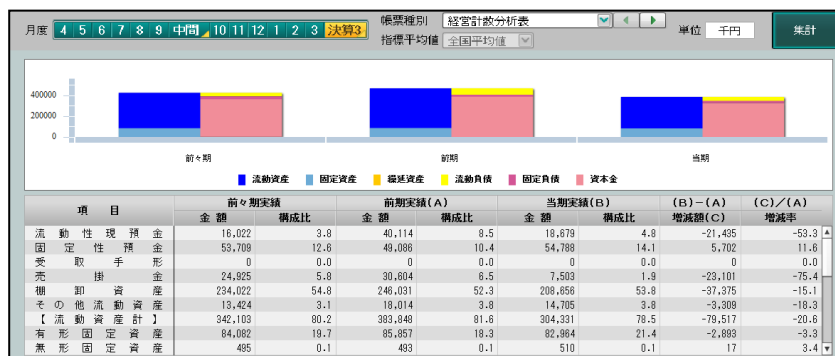 月度 4 5 6 7 8 9 中間 10 11 12 1 2 3 決算3 帳票種別 経営計数分析表 単位 千円 集計
指標平均値 全国平均値
400000
200000
0
前々期 前期 当期
流動資産 固定資産 繰延資産 流動負債 固定負債 資本金
項目 前々期実績 前期実績(A) 当期実績(B) (B)-(A) (C)/(A)
金額 構成比 金額 構成比 金額 構成比 増減額(C) 増減率
流動性現預金 16,022 3.8 40,114 8.5 18,679 4.8 -21,435 -53.3
固定性預金 53,709 12.6 49,086 10.4 54,788 14.1 5,702 11.6
受取手形 0 0.0 0 0.0 0 0.0 0 0.0
売掛金 24,925 5.8 30,604 6.5 7,503 1.9 -23,101 -75.4
棚卸資産 234,022 54.8 246,031 52.3 208,656 53.8 -37,375 -15.1
その他流動資産 13,424 3.1 18,014 3.8 14,705 3.8 -3,309 -18.3
【流動資産計】 342,103 80.2 383,848 81.6 304,331 78.5 -79,517 -20.6
有形固定資産 84,082 19.7 85,857 18.3 82,964 21.4 -2,893 -3.3
無形固定資産 495 0.1 493 0.1 510 0.1 17 3.4